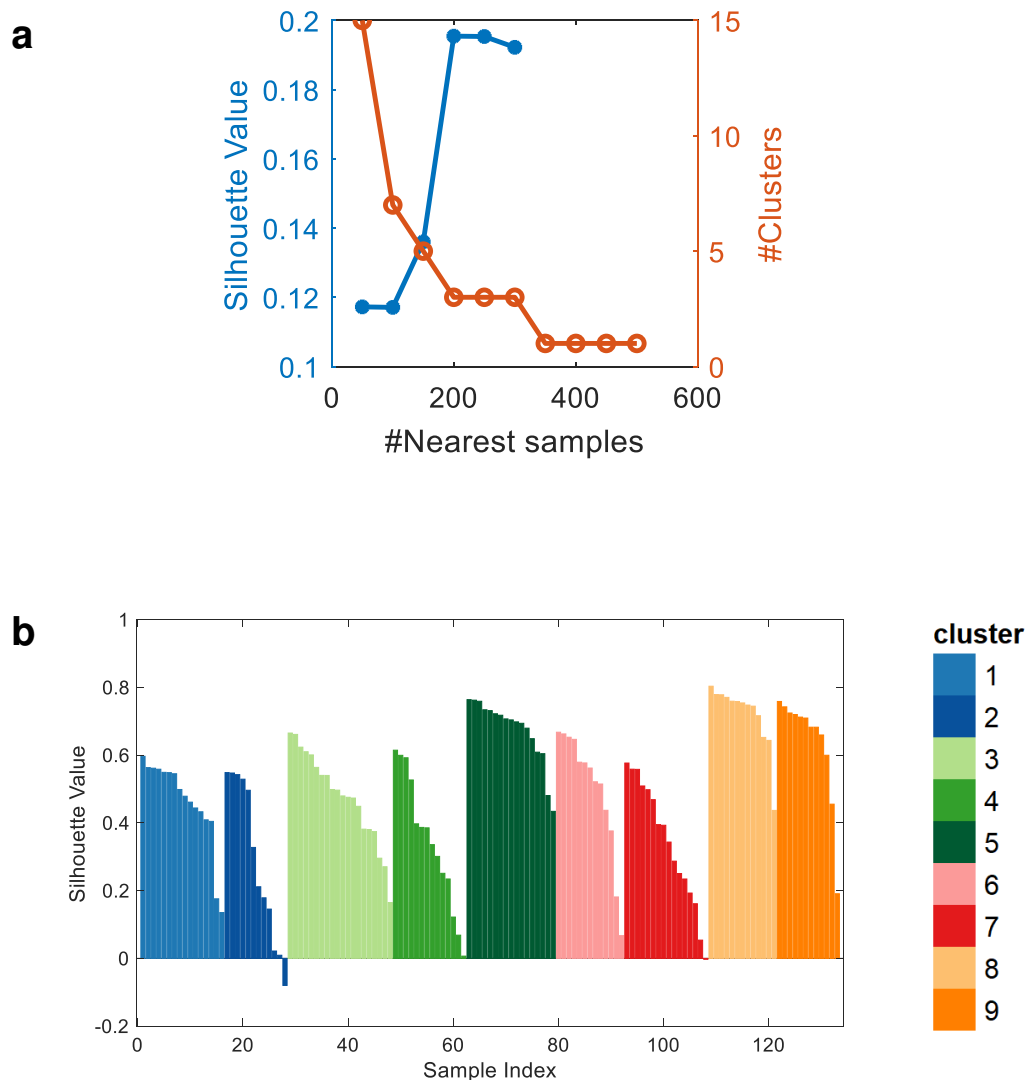 a
0.2
0.18
0.16
0.14
0.12
0.1
Silhouette Value
15
10
5
0
#Clusters
0 200 400 600
#Nearest samples
b
1
0.8
0.6
0.4
0.2
0
-0.2
Silhouette Value
0 20 40 60 80 100 120
Sample Index
cluster
1
2
3
4
5
6
7
8
9